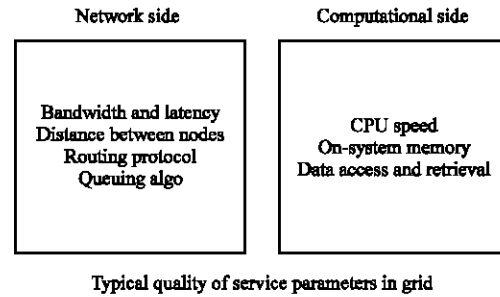 Network side
Bandwidth and latency
Distance between nodes
Routing protocol
Queuing algo
Computational side
CPU speed
On-system memory
Data access and retrieval
Typical quality of service parameters in grid